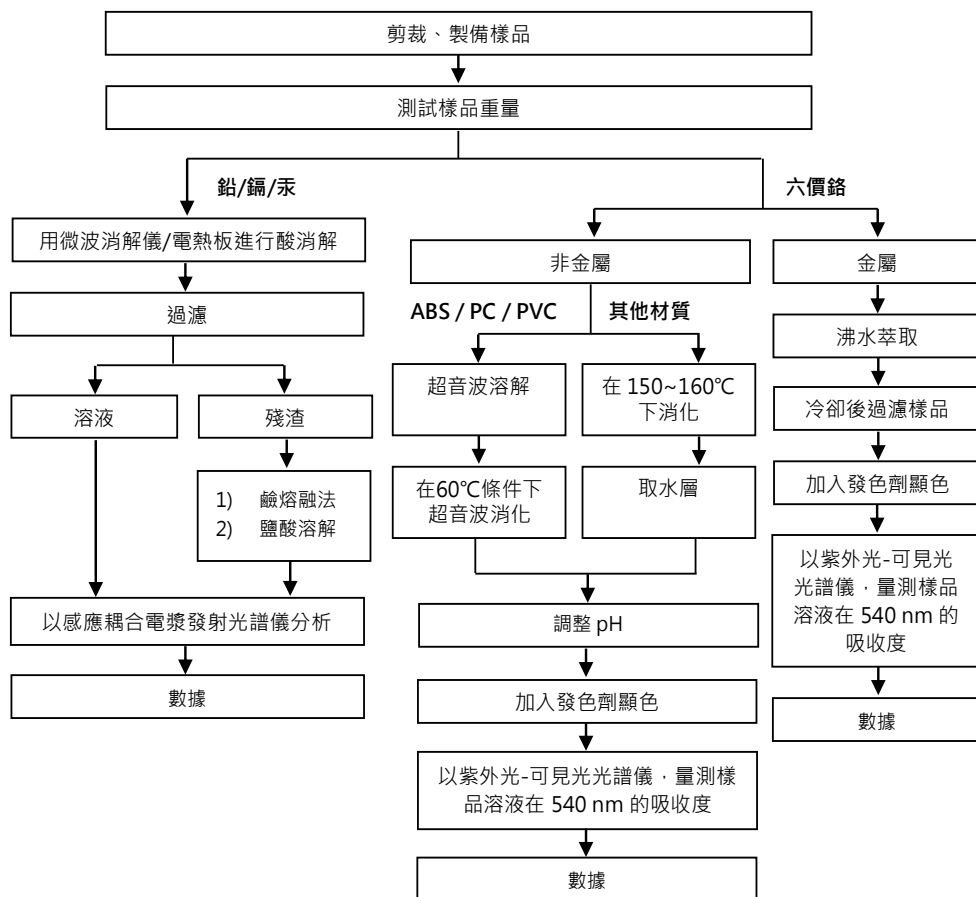 剪裁、製備樣品
測試樣品重量
鉛/鎘/汞
用微波消解儀/電熱板進行酸消解
過濾
溶液
殘渣
1) 鹼熔融法
2) 鹽酸溶解
以感應耦合電漿發射光譜儀分析
數據
六價鉻
非金屬
ABS / PC / PVC
其他材質
超音波溶解
在 150~160℃
下消化
在60℃條件下
超音波消化
取水層
調整 pH
加入發色劑顯色
以紫外光-可見光光譜儀，量測樣
品溶液在 540 nm 的吸收度
數據
金屬
沸水萃取
冷卻後過濾樣品
加入發色劑顯色
以紫外光-可見光
光譜儀，量測樣品
溶液在 540 nm 的
吸收度
數據